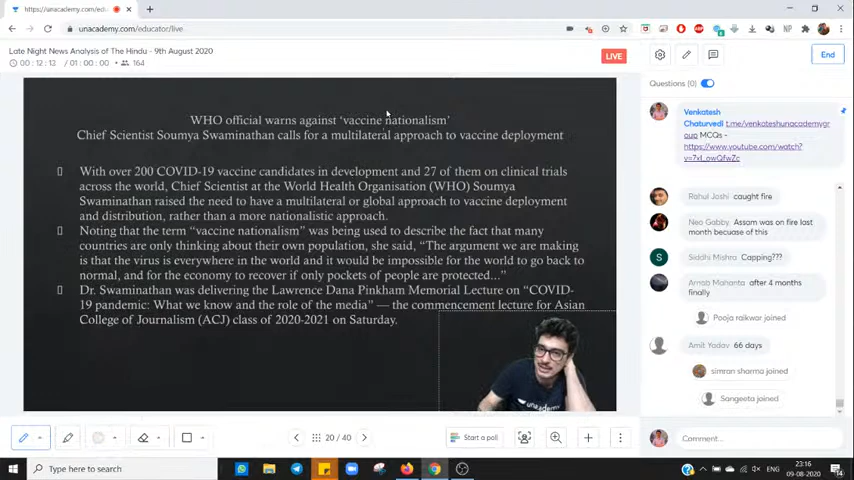 https://unacademy.com/educator/live
unacademy.com/educator/live
Late Night News Analysis of The Hindu - 9th August 2020
00 : 12 : 13 / 01 : 00 : 00 • 164
LIVE
End
WHO official warns against ‘vaccine nationalism’
Chief Scientist Soumya Swaminathan calls for a multilateral approach to vaccine deployment
With over 200 COVID-19 vaccine candidates in development and 27 of them on clinical trials
across the world, Chief Scientist at the World Health Organisation (WHO) Soumya
Swaminathan raised the need to have a multilateral or global approach to vaccine deployment
and distribution, rather than a more nationalistic approach.
Noting that the term “vaccine nationalism” was being used to describe the fact that many
countries are only thinking about their own population, she said, “The argument we are making
is that the virus is everywhere in the world and it would be impossible for the world to go back to
normal, and for the economy to recover if only pockets of people are protected...”
Dr. Swaminathan was delivering the Lawrence Dana Pinkham Memorial Lecture on “COVID-
19 pandemic: What we know and the role of the media” — the commencement lecture for Asian
College of Journalism (ACJ) class of 2020-2021 on Saturday.
unacademy
Questions (0)
Venkatesh
Chaturvedi t.me/venkateshunacademygr
oup MCQs -
https://www.youtube.com/watch?
v=7xI_owQfwZc
Rahul Joshi caught fire
Neo Gabby Assam was on fire last
month becuase of this
S
Siddhi Mishra Capping???
Arnab Mahanta after 4 months
finally
Pooja raikwar joined
Amit Yadav 66 days
simran sharma joined
Sangeeta joined
20 / 40
Start a poll
Comment...
Type here to search
ENG
23:16
09-08-2020